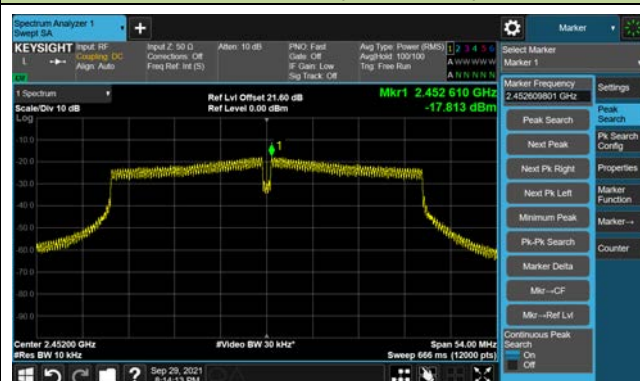 Spectrum Analyzer 1
Swept SA
Marker
KEYSIGHT
L
Input: RF
Coupling: DC
Align: Auto
Input Z: 50 Ω
Corrections: Off
Freq Ref: Int (S)
Atten: 10 dB
PNO: Fast
Gate: Off
IF Gain: Low
Sig Track: Off
Avg Type: Power (RMS)
Avg|Hold: 100/100
Trig: Free Run
1 2 3 4 5 6
A W W W W W
A N N N N N
Select Marker
Marker 1
1 Spectrum
Scale/Div 10 dB
Log
Ref Lvl Offset 21.60 dB
Ref Level 0.00 dBm
Mkr1 2.452 610 GHz
-17.813 dBm
1
-10.0
-20.0
-30.0
-40.0
-50.0
-60.0
-70.0
-80.0
-90.0
Center 2.45200 GHz
#Res BW 10 kHz
#Video BW 30 kHz*
Span 54.00 MHz
Sweep 666 ms (12000 pts)
Marker Frequency
2.452609801 GHz
Peak Search
Next Peak
Next Pk Right
Next Pk Left
Minimum Peak
Pk-Pk Search
Marker Delta
Mkr→CF
Mkr→Ref Lvl
Continuous Peak
Search
On
Off
Settings
Peak
Search
Pk Search
Config
Properties
Marker
Function
Marker→
Counter
Sep 29, 2021